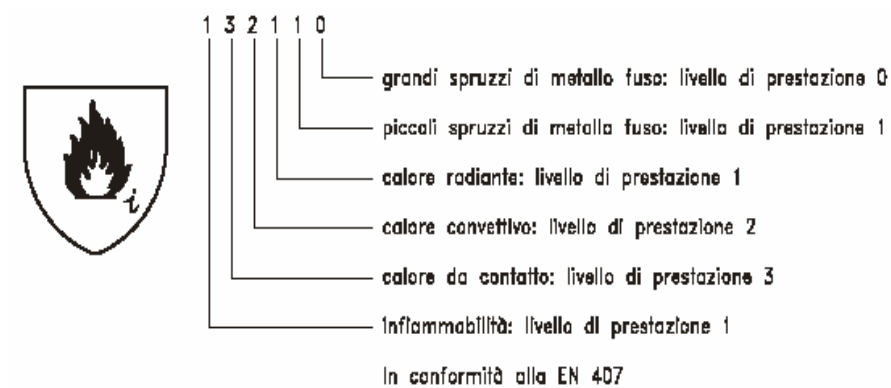 1 3 2 1 1 0
grandi spruzzi di metallo fuso: livello di prestazione 0
piccoli spruzzi di metallo fuso: livello di prestazione 1
calore radiante: livello di prestazione 1
calore convettivo: livello di prestazione 2
calore da contatto: livello di prestazione 3
infiammabilità: livello di prestazione 1
i
In conformità alla EN 407